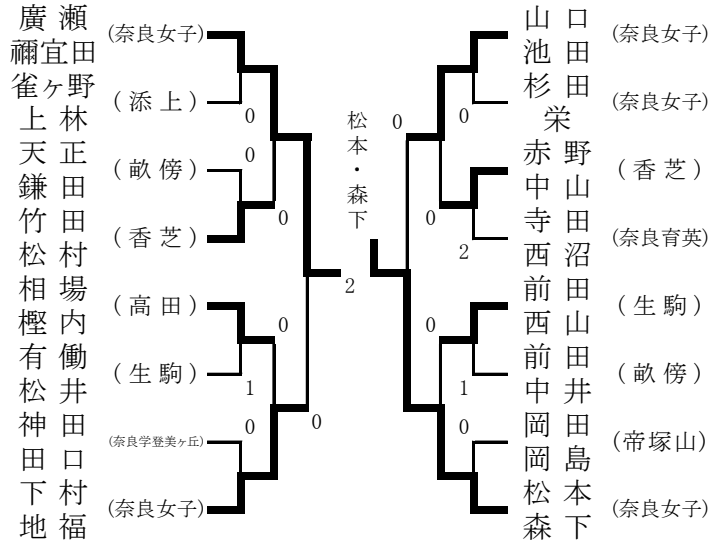 廣瀬
禰宜田 (奈良女子)
雀ヶ野
上林 (添上)
0
天正
鎌田 (畝傍)
0
竹田
松村 (香芝)
0
相場
樫内 (高田)
0
有働
松井 (生駒)
1
神田
田口 (奈良学登美ヶ丘)
0
下村
地福 (奈良女子)
0
松本・森下
2
0
山口
池田 (奈良女子)
杉田
栄 (奈良女子)
0
赤野
中山 (香芝)
0
寺田
西沼 (奈良育英)
2
前田
西山 (生駒)
0
前田
中井 (畝傍)
1
岡田
岡島 (帝塚山)
0
松本
森下 (奈良女子)